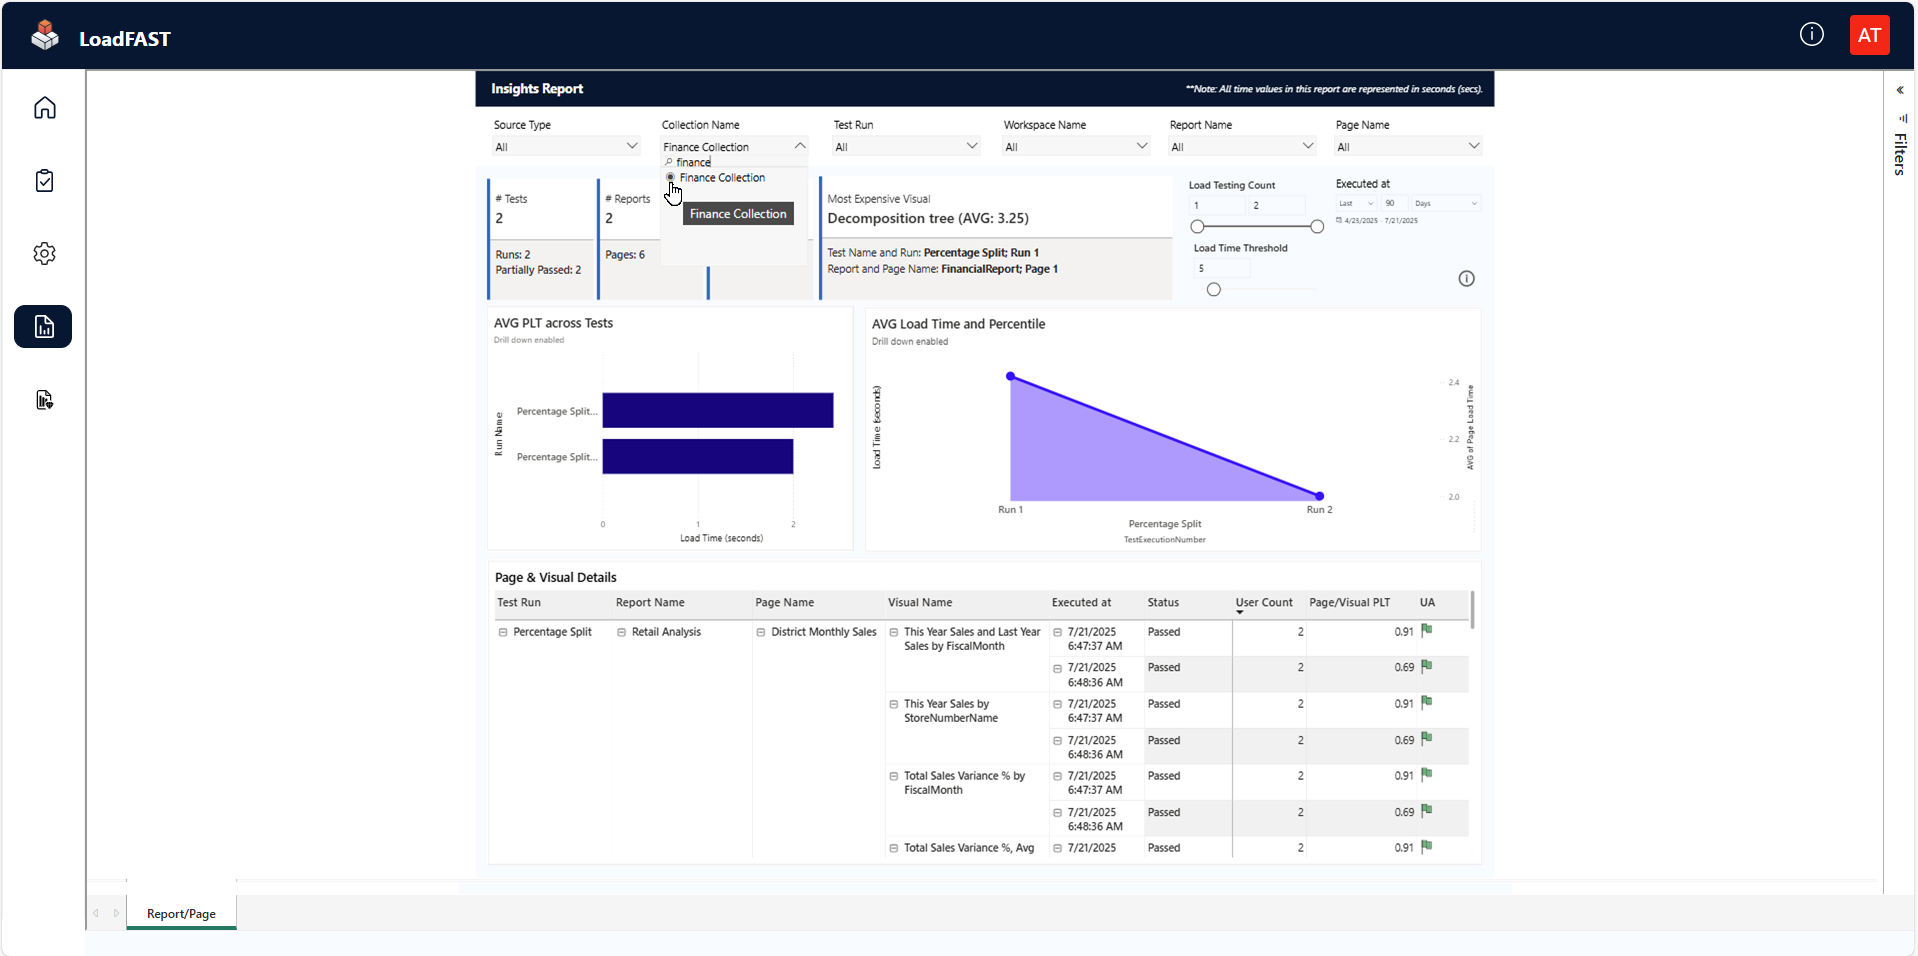 LoadFAST
AT
Insights Report
**Note: All time values in this report are represented in seconds (secs).
Source Type
Collection Name
Test Run
Workspace Name
Report Name
Page Name
All
Finance Collection
All
All
All
All
finance
Finance Collection
Finance Collection
# Tests
2
Runs: 2
Partially Passed: 2
# Reports
2
Pages: 6
Most Expensive Visual
Decomposition tree (AVG: 3.25)
Test Name and Run: Percentage Split; Run 1
Report and Page Name: FinancialReport; Page 1
Load Testing Count
1
2
Load Time Threshold
5
Executed at
Last
90
Days
4/23/2025 - 7/21/2025
Filters
AVG PLT across Tests
Drill down enabled
Run Name
Percentage Split...
Percentage Split...
0
1
2
Load Time (seconds)
AVG Load Time and Percentile
Drill down enabled
Load Time (seconds)
2.4
2.2
2.0
AVG of Page Load Time
Run 1
Run 2
Percentage Split
TestExecutionNumber
Page & Visual Details
Test Run Report Name Page Name Visual Name Executed at Status User Count Page/Visual PLT UA
Percentage Split Retail Analysis District Monthly Sales This Year Sales and Last Year 7/21/2025 Passed 2 0.91
Sales by FiscalMonth 6:47:37 AM
7/21/2025 Passed 2 0.69
6:48:36 AM
This Year Sales by 7/21/2025 Passed 2 0.91
StoreNumberName 6:47:37 AM
7/21/2025 Passed 2 0.69
6:48:36 AM
Total Sales Variance % by 7/21/2025 Passed 2 0.91
FiscalMonth 6:47:37 AM
7/21/2025 Passed 2 0.69
6:48:36 AM
Total Sales Variance %, Avg 7/21/2025 Passed 2 0.91
Report/Page